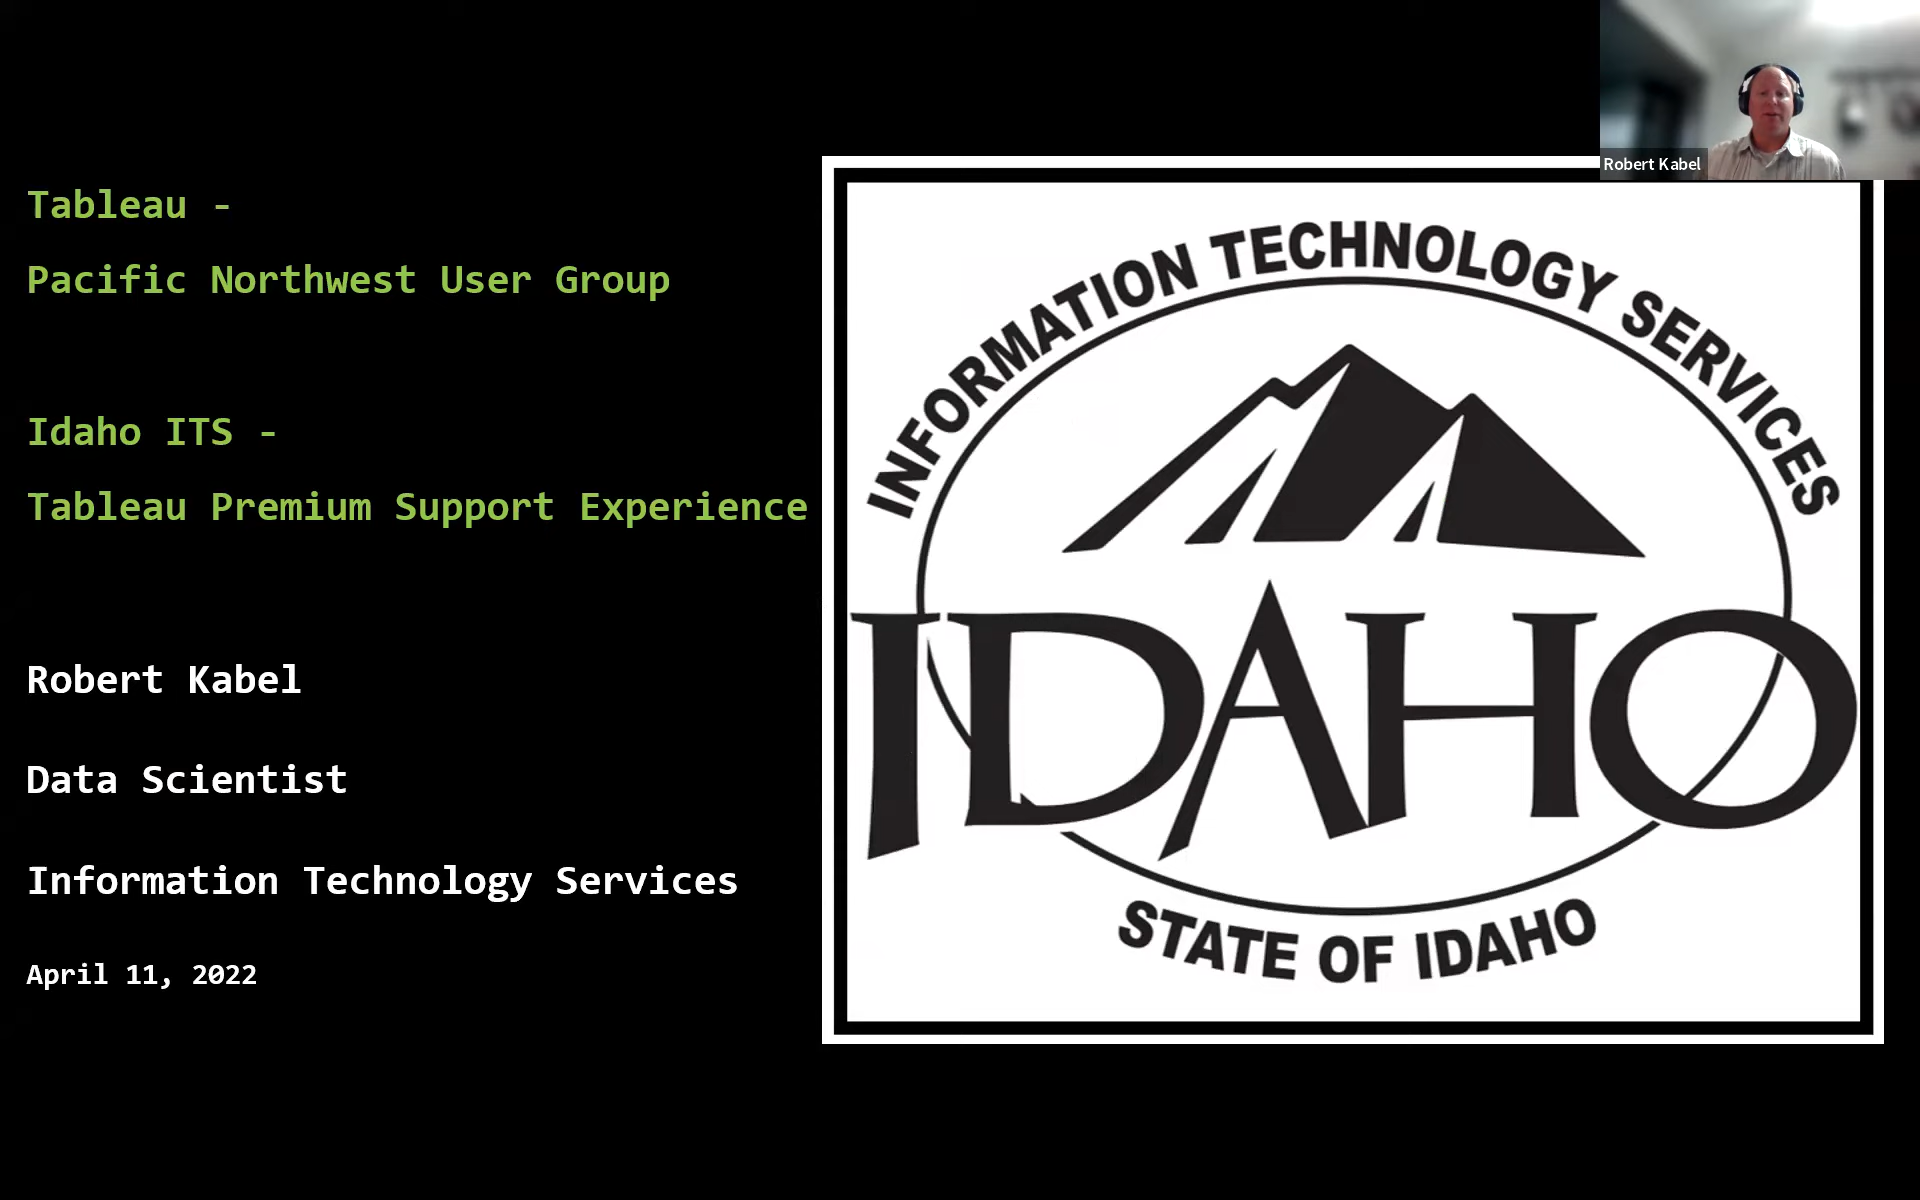 Robert Kabel
Tableau -
Pacific Northwest User Group
Idaho ITS -
Tableau Premium Support Experience
Robert Kabel
Data Scientist
Information Technology Services
April 11, 2022
INFORMATION TECHNOLOGY SERVICES
IDAHO
STATE OF IDAHO